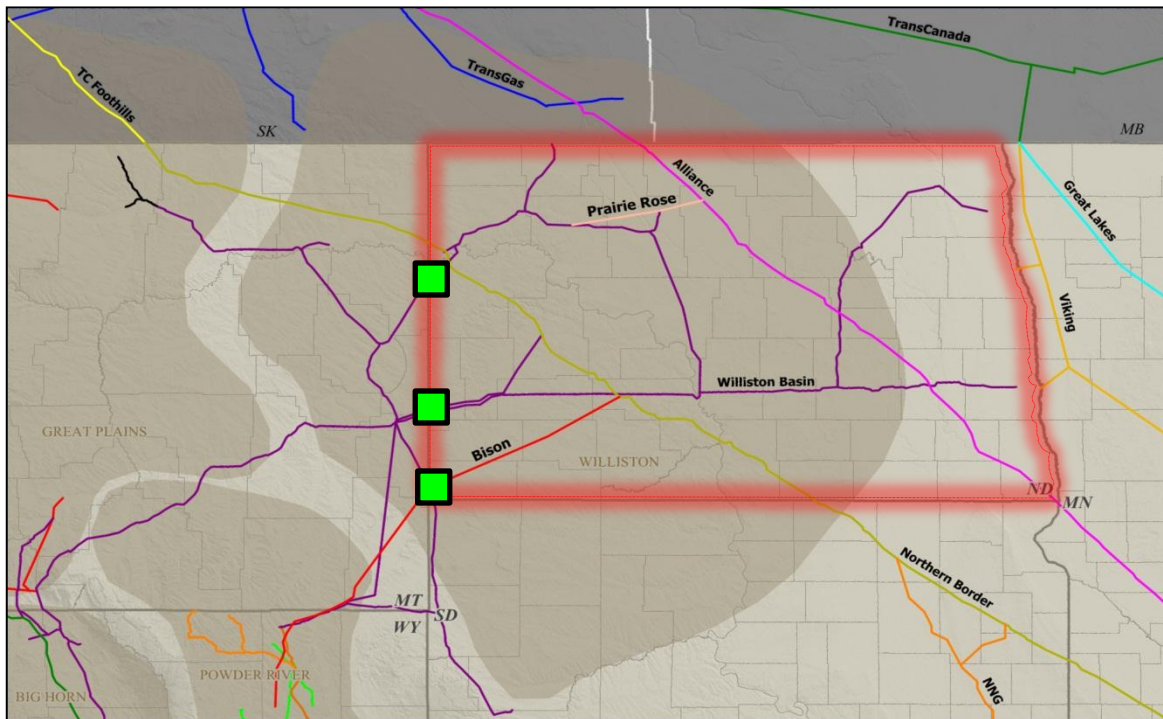 TransCanada
TC Foothills
TransGas
SK
MB
Alliance
Prairie Rose
Great Lakes
Viking
Williston Basin
GREAT PLAINS
Bison
WILLISTON
ND
MN
Northern Border
MT
SD
WY
POWDER RIVER
BIG HORN
NNG